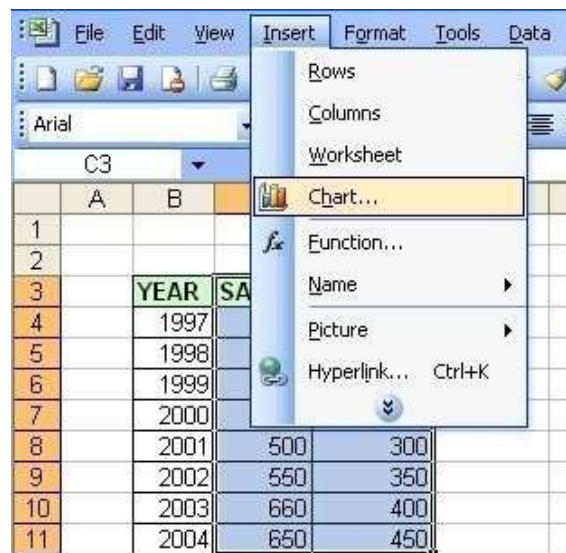 File Edit View Insert Format Tools Data
Arial
C3
Rows
Columns
Worksheet
Chart...
Function...
Name
Picture
Hyperlink... Ctrl+K
A B
1
2
3 YEAR SA
4 1997
5 1998
6 1999
7 2000
8 2001 500 300
9 2002 550 350
10 2003 660 400
11 2004 650 450